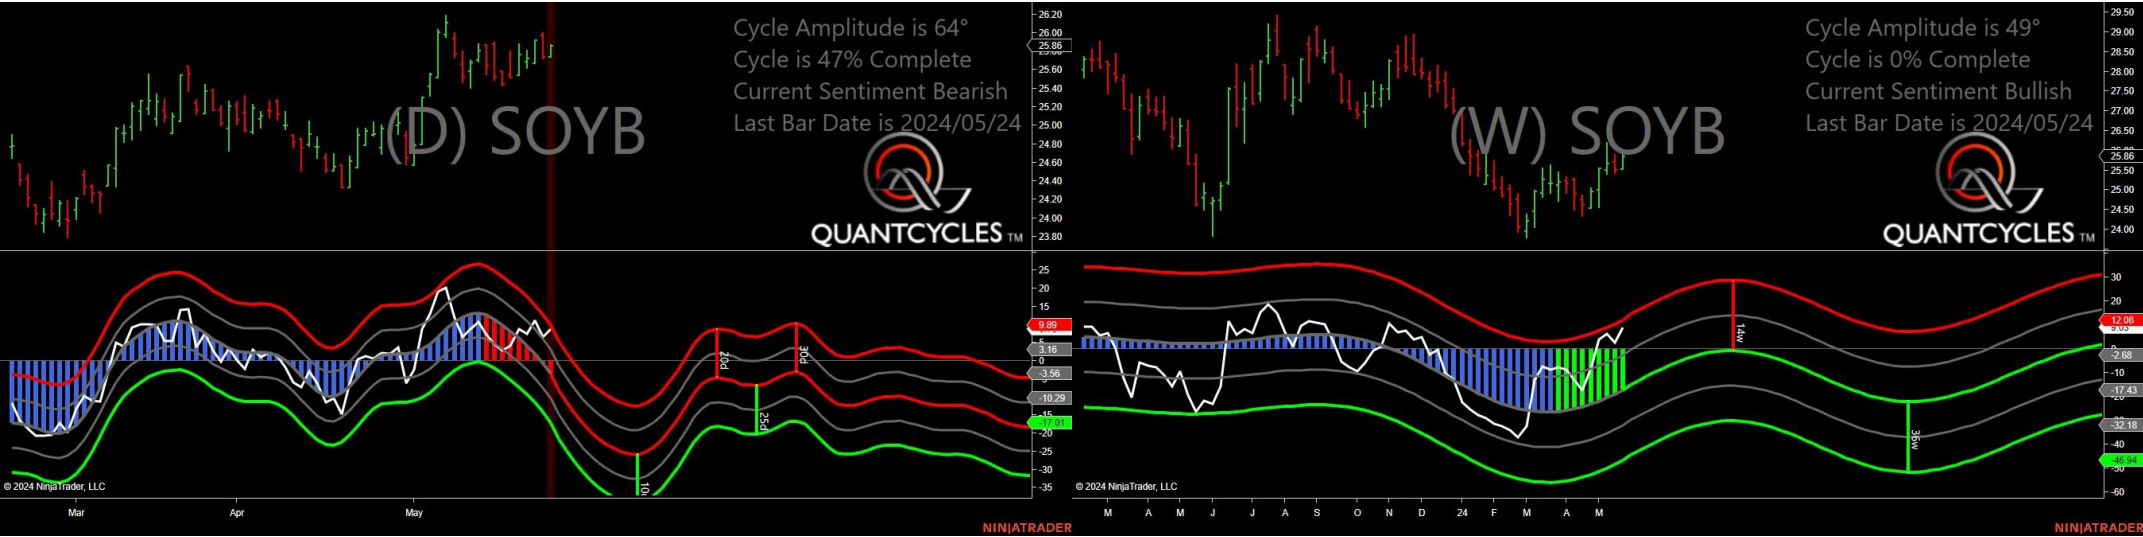 Cycle Amplitude is 64°
Cycle is 47% Complete
Current Sentiment Bearish
Last Bar Date is 2024/05/24
(D) SOYB
QUANTCYCLES TM
26.20
26.00
25.86
25.60
25.40
25.20
25.00
24.80
24.60
24.40
24.20
24.00
23.80
25
20
15
9.89
5
3.16
0
-3.56
-10.29
-15
-17.01
-20
-25
-30
-35
20d
30d
25d
© 2024 NinjaTrader, LLC
Mar Apr May
NINJATRADER
Cycle Amplitude is 49°
Cycle is 0% Complete
Current Sentiment Bullish
Last Bar Date is 2024/05/24
(W) SOYB
QUANTCYCLES TM
29.50
29.00
28.50
28.00
27.50
27.00
26.50
25.86
25.50
25.00
24.50
24.00
30
20
12.08
0
-2.68
-10
-17.43
-32.18
-40
-46.94
-60
14w
36w
© 2024 NinjaTrader, LLC
M A M J J A S O N D 24 F M A M
NINJATRADER